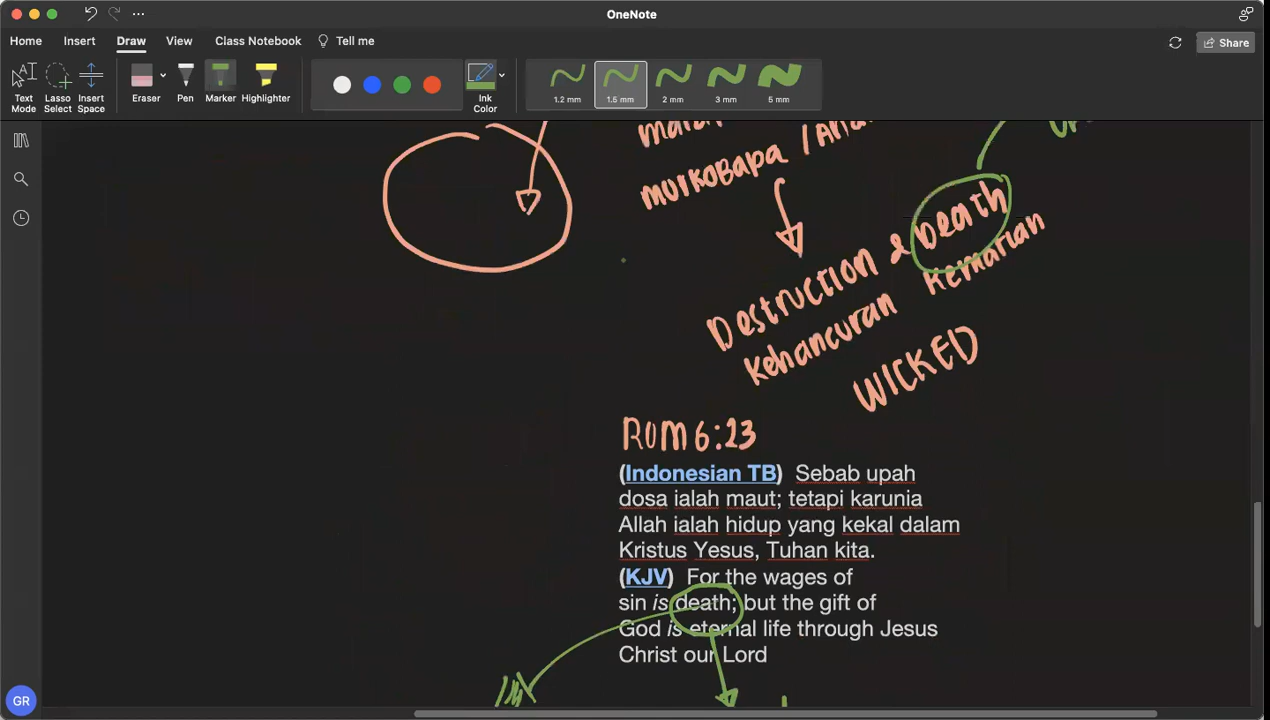 OneNote
Home Insert Draw View Class Notebook Tell me
Share
Text Mode
Lasso Select
Insert Space
Eraser
Pen
Marker
Highlighter
Ink Color
1.2 mm
1.5 mm
2 mm
3 mm
5 mm
murkobapa /
Death
Destruction &
Kematian
Kehancuran
WICKED
ROM 6:23
(Indonesian TB) Sebab upah
dosa ialah maut; tetapi karunia
Allah ialah hidup yang kekal dalam
Kristus Yesus, Tuhan kita.
(KJV) For the wages of
sin is death; but the gift of
God is eternal life through Jesus
Christ our Lord
GR